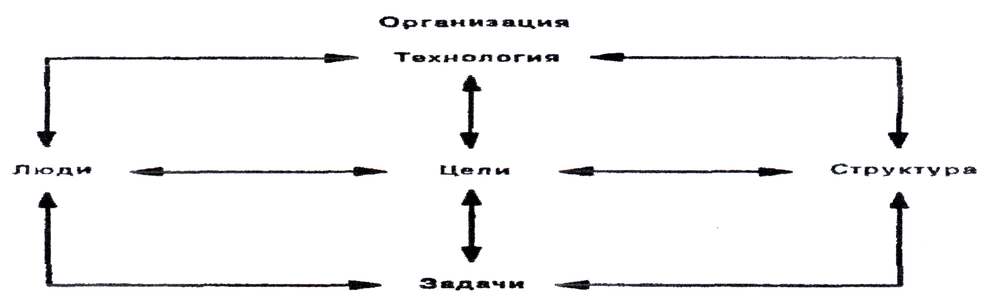 Организация
Технология
Люди
Цели
Структура
Задачи